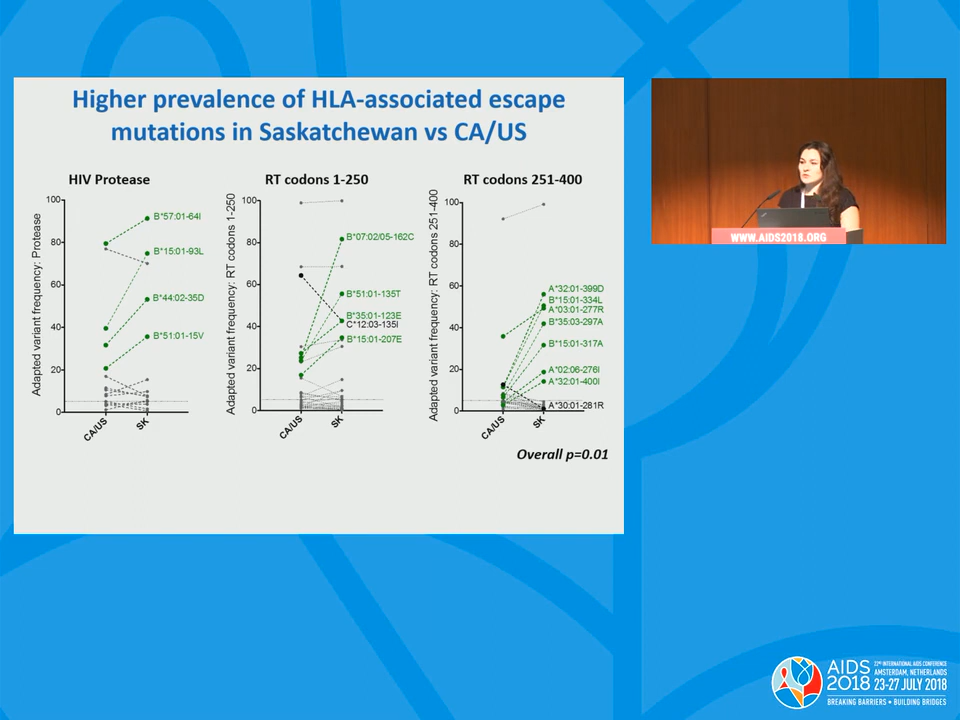 Higher prevalence of HLA-associated escape
mutations in Saskatchewan vs CA/US
HIV Protease
Adapted variant frequency: Protease
100
80
60
40
20
0
CA/US
SK
B*57:01-64I
B*15:01-93L
B*44:02-35D
B*51:01-15V
RT codons 1-250
Adapted variant frequency: RT codons 1-250
100
80
60
40
20
0
CA/US
SK
B*07:02/05-162C
B*51:01-135T
B*35:01-123E
C*12:03-135I
B*15:01-207E
RT codons 251-400
Adapted variant frequency: RT codons 251-400
100
80
60
40
20
0
CA/US
SK
A*32:01-399D
B*15:01-334L
A*03:01-277R
B*35:03-297A
B*15:01-317A
A*02:06-276I
A*32:01-400I
A*30:01-281R
Overall p=0.01
WWW.AIDS2018.ORG
AIDS
2018
22ND INTERNATIONAL AIDS CONFERENCE
AMSTERDAM, NETHERLANDS
23-27 JULY 2018
BREAKING BARRIERS • BUILDING BRIDGES